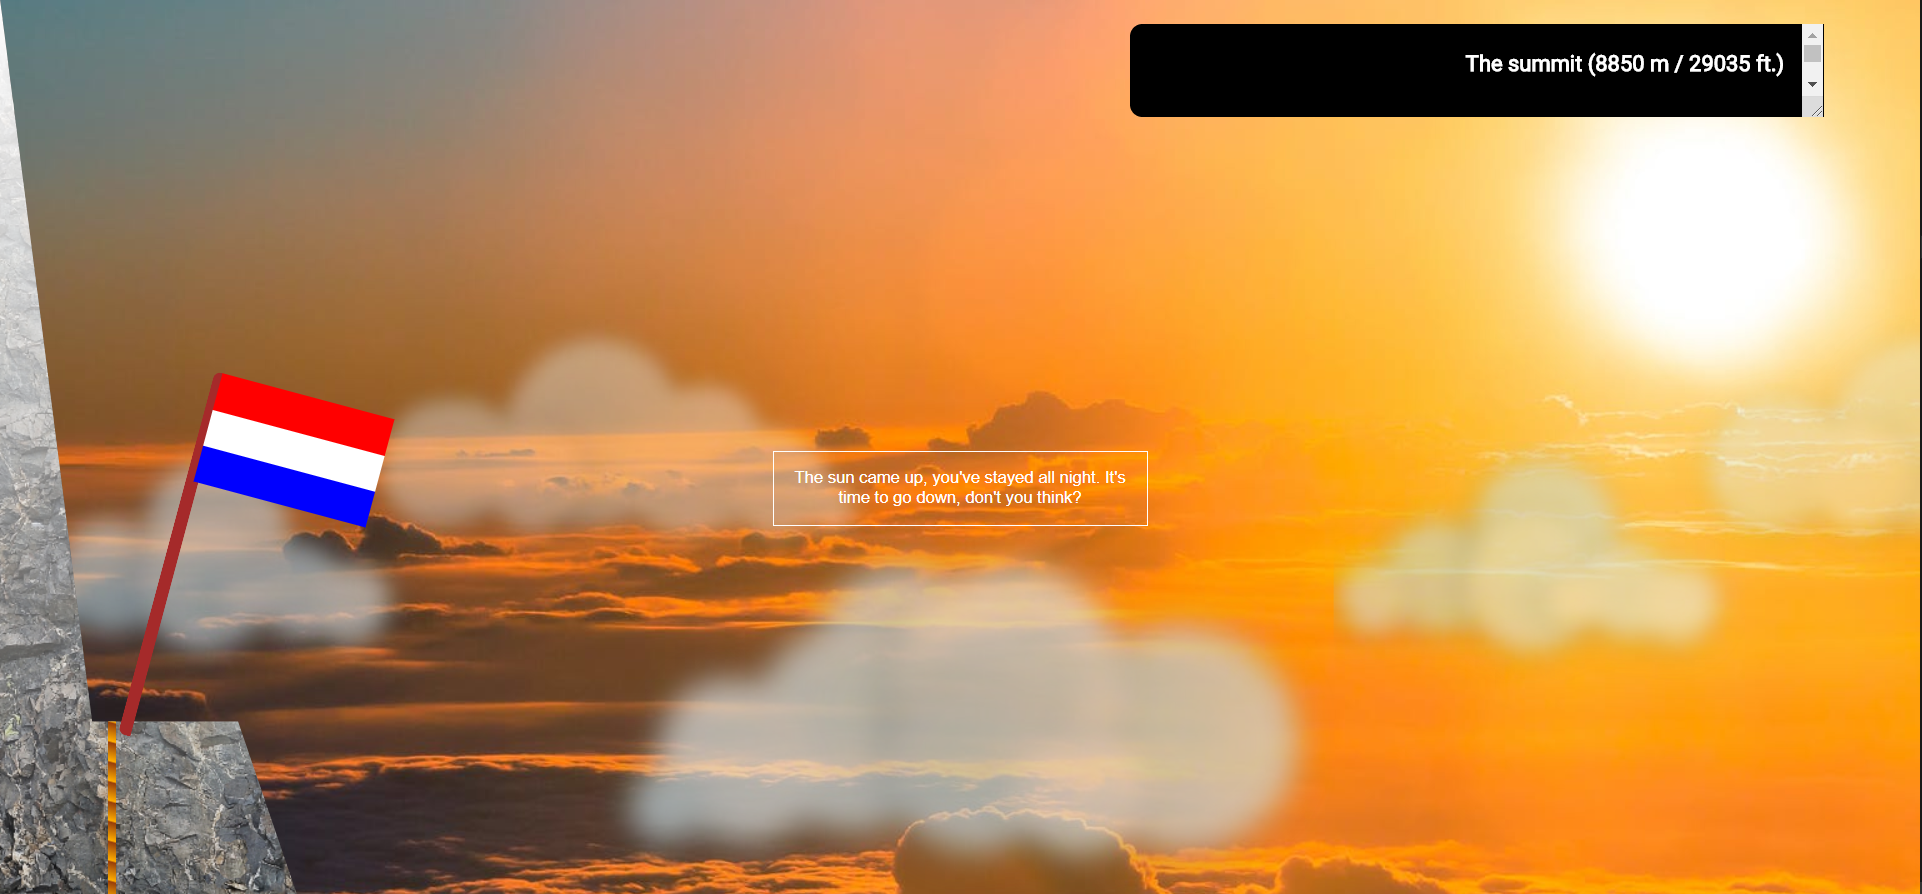 The summit (8850 m / 29035 ft.)
The sun came up, you've stayed all night. It's
time to go down, don't you think?